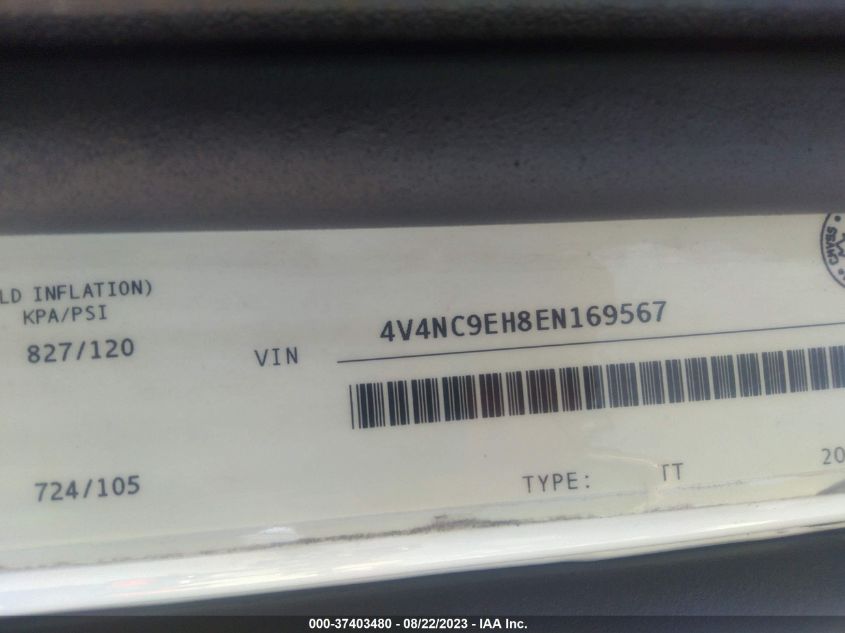 LD INFLATION)
KPA/PSI
827/120
VIN 4V4NC9EH8EN169567
724/105
TYPE: TT 20
000-37403480 - 08/22/2023 - IAA Inc.